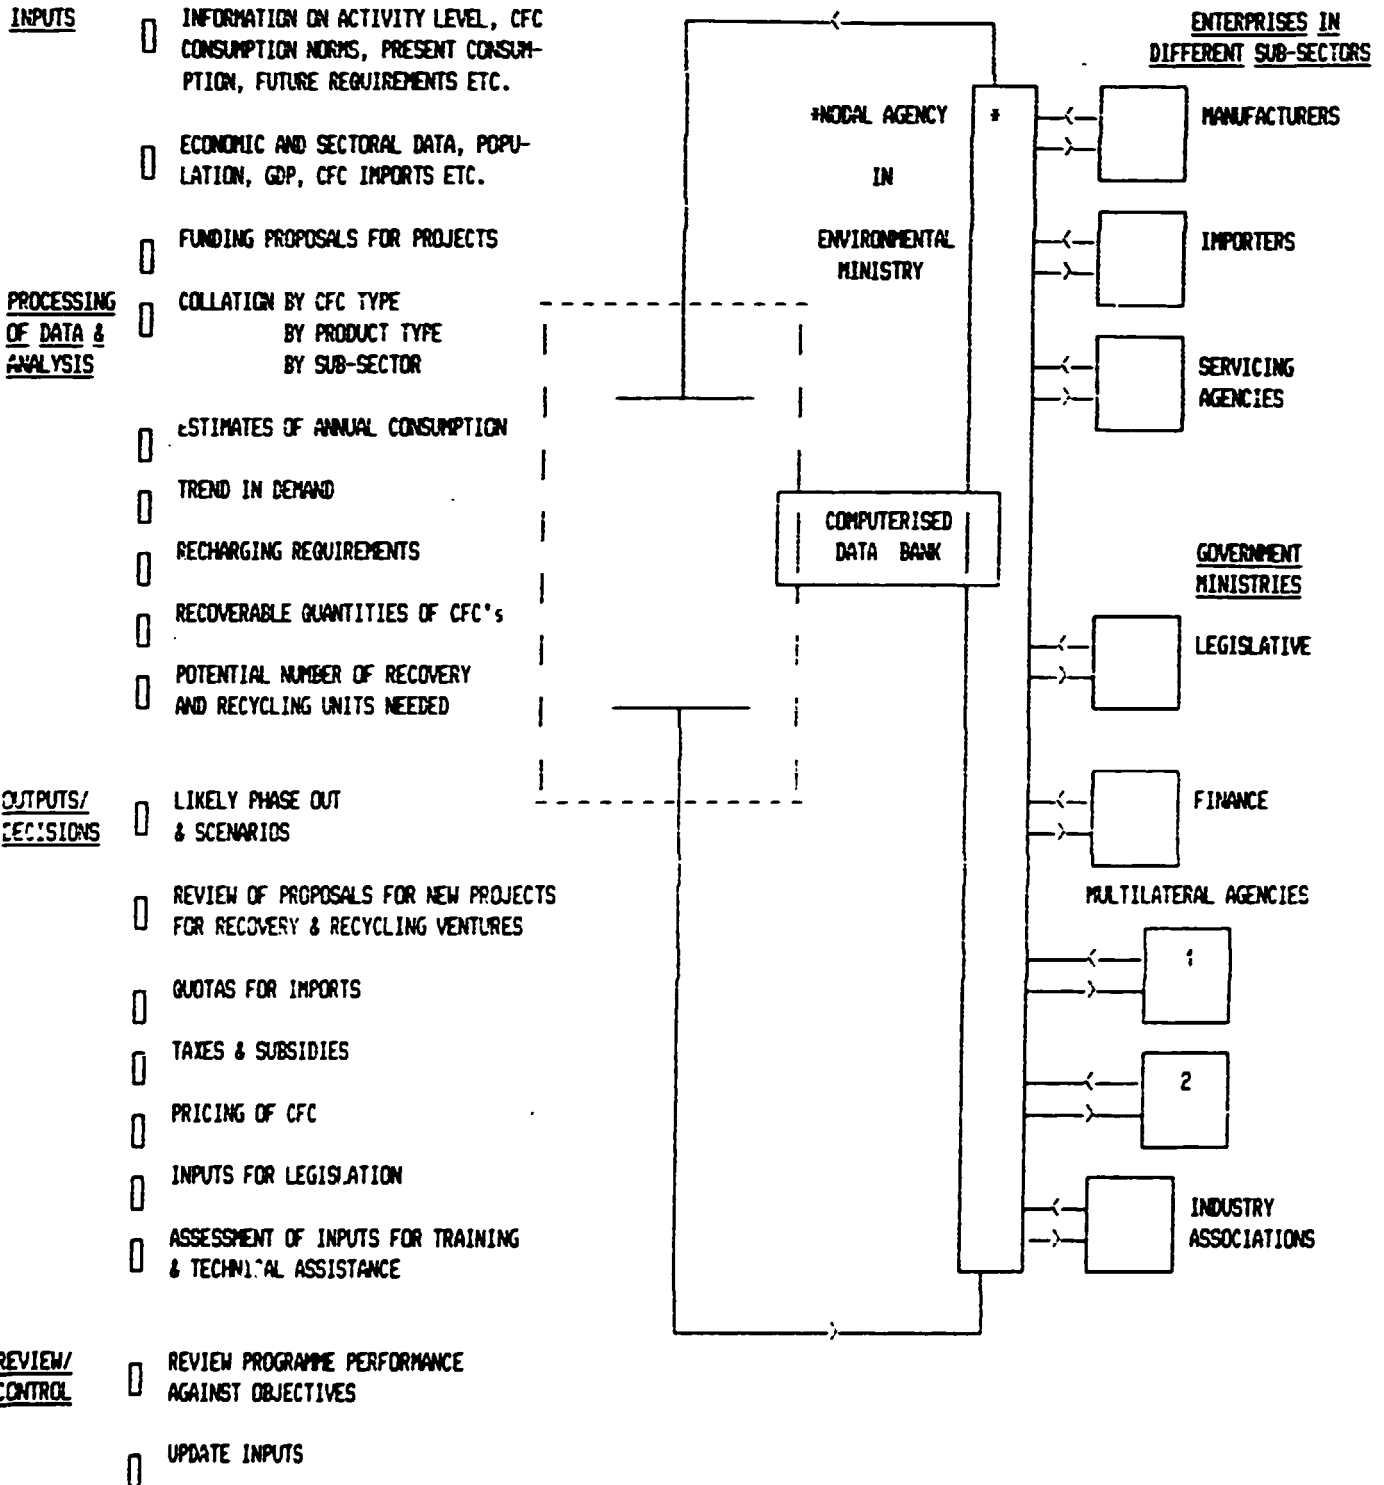 INPUTS
INFORMATION ON ACTIVITY LEVEL, CFC
CONSUMPTION NORMS, PRESENT CONSUM-
PTION, FUTURE REQUIREMENTS ETC.
ECONOMIC AND SECTORAL DATA, POPU-
LATION, GDP, CFC IMPORTS ETC.
FUNDING PROPOSALS FOR PROJECTS
PROCESSING
OF DATA &
ANALYSIS
COLLATION BY CFC TYPE
BY PRODUCT TYPE
BY SUB-SECTOR
ESTIMATES OF ANNUAL CONSUMPTION
TREND IN DEMAND
RECHARGING REQUIREMENTS
RECOVERABLE QUANTITIES OF CFC's
POTENTIAL NUMBER OF RECOVERY
AND RECYCLING UNITS NEEDED
OUTPUTS/
DECISIONS
LIKELY PHASE OUT
& SCENARIOS
REVIEW OF PROPOSALS FOR NEW PROJECTS
FOR RECOVERY & RECYCLING VENTURES
QUOTAS FOR IMPORTS
TAXES & SUBSIDIES
PRICING OF CFC
INPUTS FOR LEGISLATION
ASSESSMENT OF INPUTS FOR TRAINING
& TECHNICAL ASSISTANCE
REVIEW/
CONTROL
REVIEW PROGRAMME PERFORMANCE
AGAINST OBJECTIVES
UPDATE INPUTS
*NODAL AGENCY *
IN
ENVIRONMENTAL
MINISTRY
COMPUTERISED
DATA BANK
ENTERPRISES IN
DIFFERENT SUB-SECTORS
MANUFACTURERS
IMPORTERS
SERVICING
AGENCIES
GOVERNMENT
MINISTRIES
LEGISLATIVE
FINANCE
MULTILATERAL AGENCIES
1
2
INDUSTRY
ASSOCIATIONS